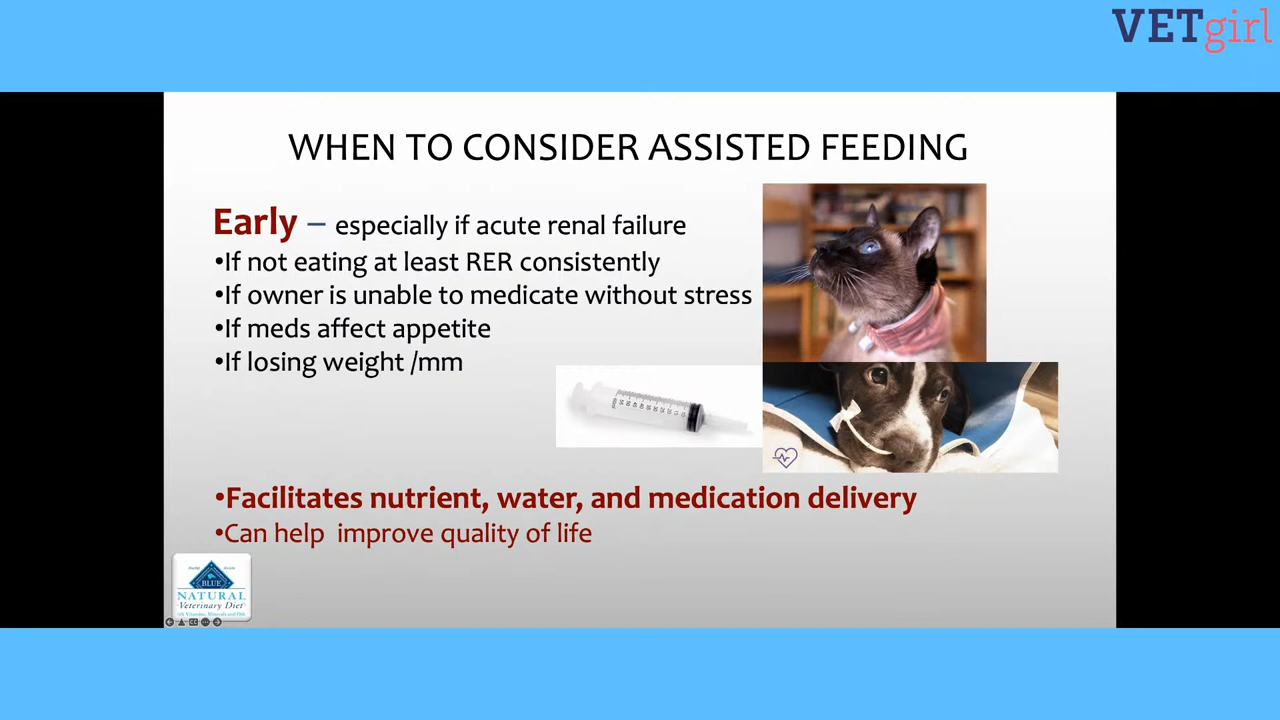 VETgirl
WHEN TO CONSIDER ASSISTED FEEDING
Early – especially if acute renal failure
•If not eating at least RER consistently
•If owner is unable to medicate without stress
•If meds affect appetite
•If losing weight /mm
•Facilitates nutrient, water, and medication delivery
•Can help  improve quality of life
BLUE
NATURAL
Veterinary Diet